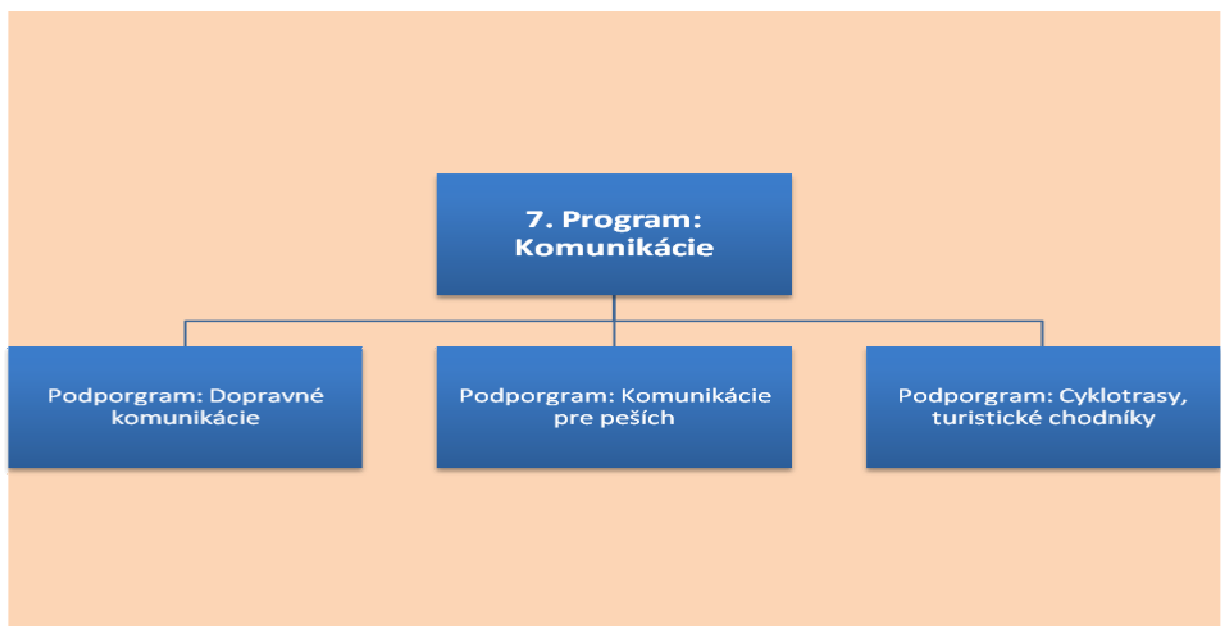 7. Program:
Komunikácie
Podporgram: Dopravné
komunikácie
Podporgram: Komunikácie
pre peších
Podporgram: Cyklotrasy,
turistické chodníky